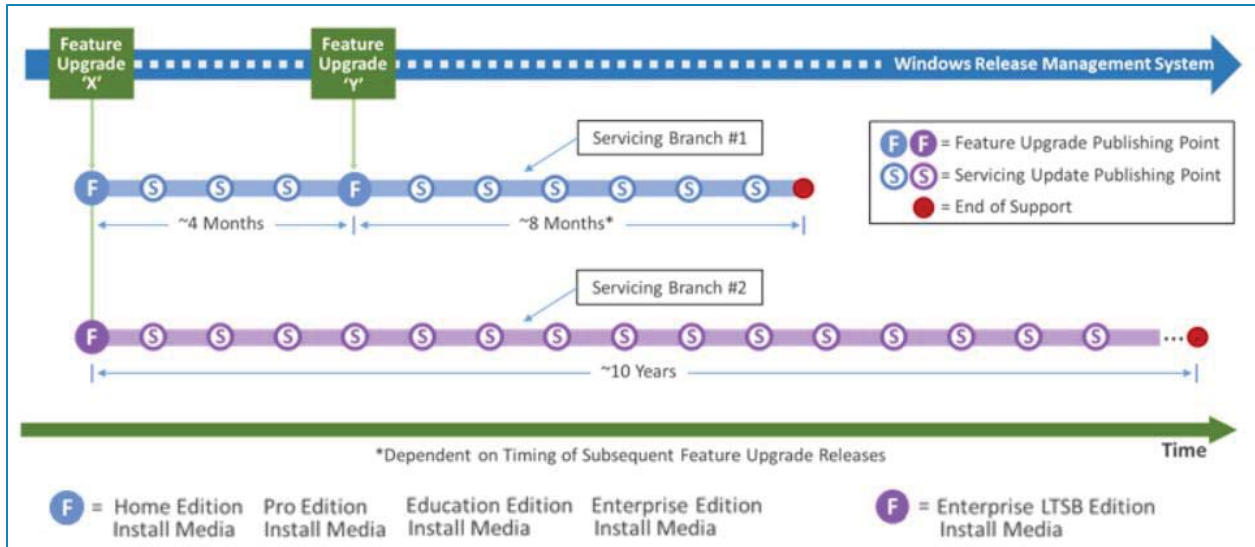 Feature
Upgrade
'X'
Feature
Upgrade
'Y'
Windows Release Management System
Servicing Branch #1
F F = Feature Upgrade Publishing Point
S S = Servicing Update Publishing Point
= End of Support
F S S S F S S S S S S
~4 Months
~8 Months*
Servicing Branch #2
F S S S S S S S S S S S S S S S ...
~10 Years
Time
*Dependent on Timing of Subsequent Feature Upgrade Releases
F = Home Edition
Install Media
Pro Edition
Install Media
Education Edition
Install Media
Enterprise Edition
Install Media
F = Enterprise LTSB Edition
Install Media